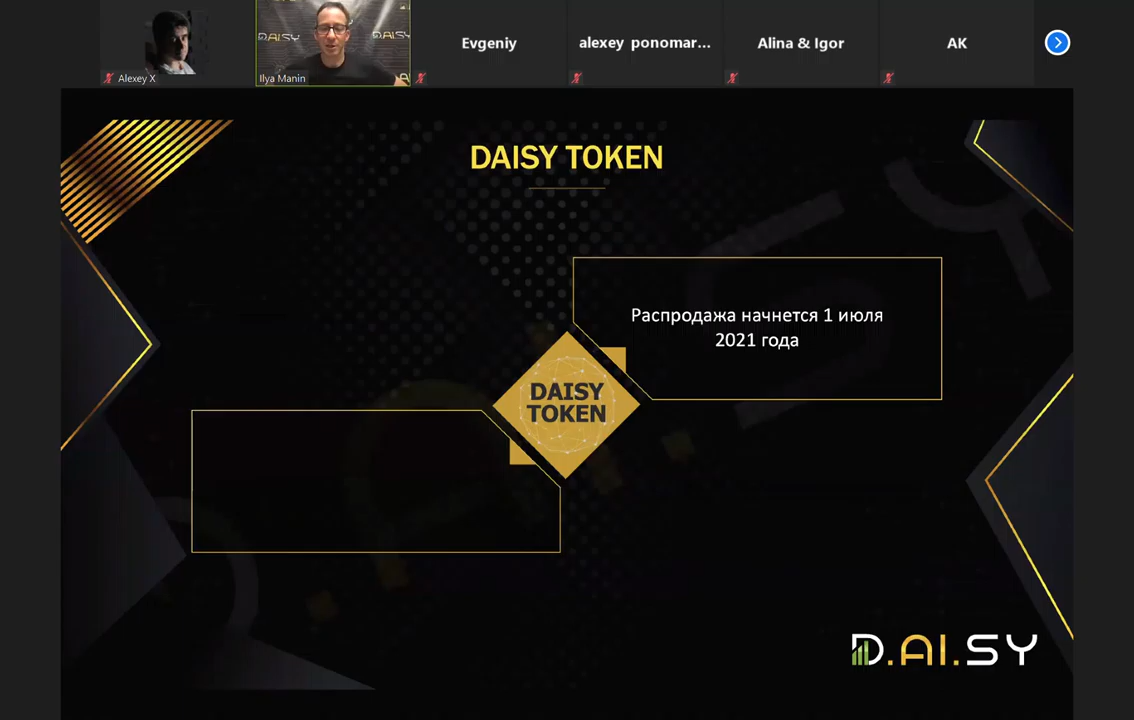 Alexey X
Ilya Manin
Evgeniy
alexey ponomar...
Alina & Igor
AK
DAISY TOKEN
Распродажа начнется 1 июля
2021 года
DAISY
TOKEN
D.AI.SY